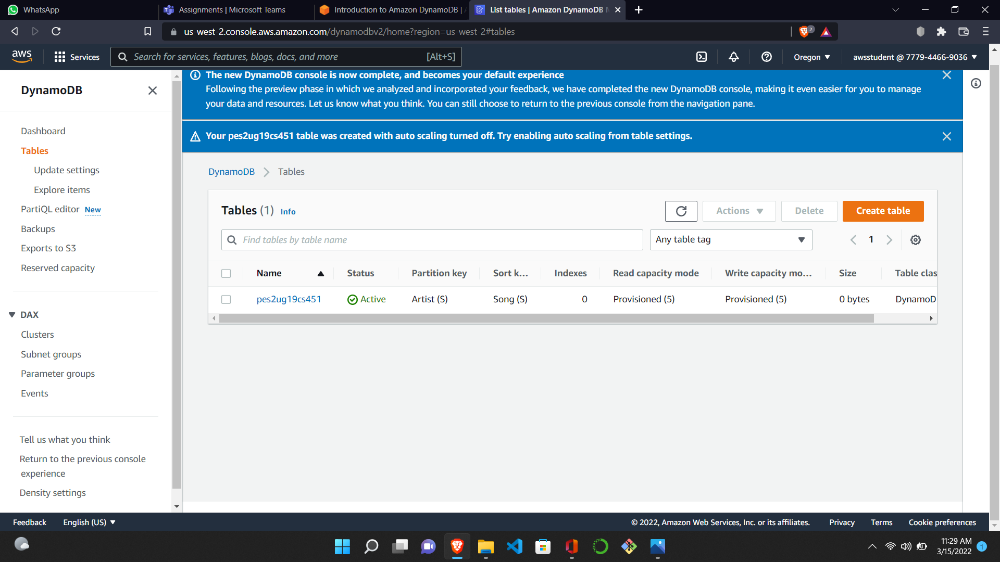 WhatsApp
Assignments | Microsoft Teams
Introduction to Amazon DynamoDB |
List tables | Amazon DynamoDB
us-west-2.console.aws.amazon.com/dynamodbv2/home?region=us-west-2#tables
2
aws
Services
Search for services, features, blogs, docs, and more
[Alt+S]
Oregon
awsstudent @ 7779-4466-9036
DynamoDB
Dashboard
Tables
Update settings
Explore items
PartiQL editor New
Backups
Exports to S3
Reserved capacity
DAX
Clusters
Subnet groups
Parameter groups
Events
Tell us what you think
Return to the previous console
experience
Density settings
The new DynamoDB console is now complete, and becomes your default experience
Following the preview phase in which we analyzed and incorporated your feedback, we have completed the new DynamoDB console, making it even easier for you to manage
your data and resources. Let us know what you think. You can still choose to return to the previous console from the navigation pane.
Your pes2ug19cs451 table was created with auto scaling turned off. Try enabling auto scaling from table settings.
DynamoDB Tables
Tables (1) Info
Actions
Delete
Create table
Find tables by table name
Any table tag
1
Name Status Partition key Sort k... Indexes Read capacity mode Write capacity mo... Size Table clas
pes2ug19cs451 Active Artist (S) Song (S) 0 Provisioned (5) Provisioned (5) 0 bytes DynamoD
Feedback English (US)
© 2022, Amazon Web Services, Inc. or its affiliates. Privacy Terms Cookie preferences
11:29 AM
3/15/2022
1